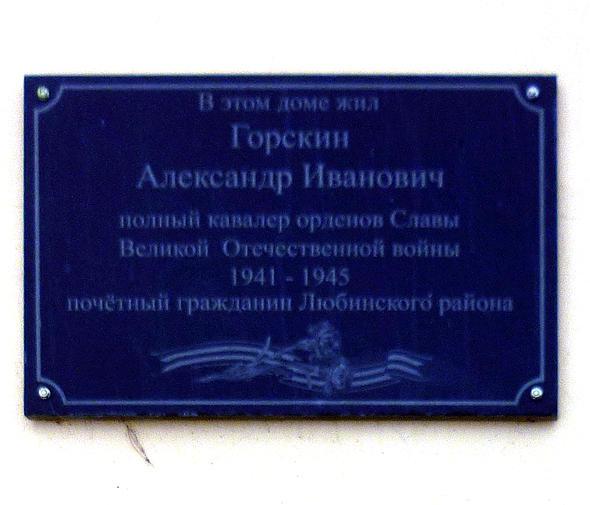 В этом доме жил
Горскин
Александр Иванович
полный кавалер орденов Славы
Великой Отечественной войны
1941 - 1945
почётный гражданин Любинского района